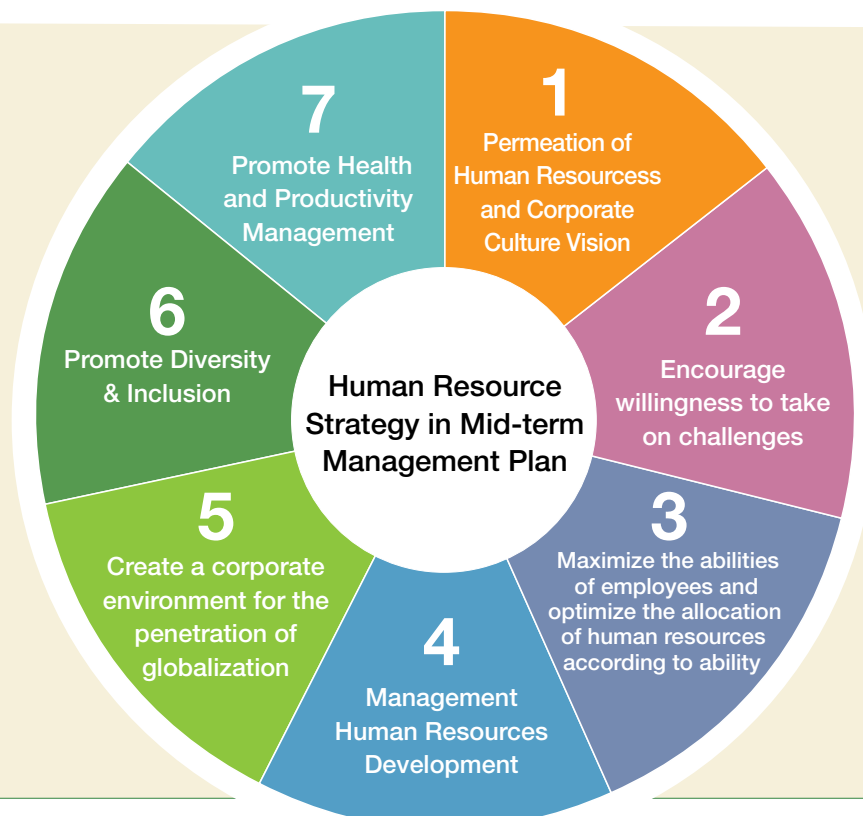 Human Resource
Strategy in Mid-term
Management Plan
1
Permeation of
Human Resourcess
and Corporate
Culture Vision
2
Encourage
willingness to take
on challenges
3
Maximize the abilities
of employees and
optimize the allocation
of human resources
according to ability
4
Management
Human Resources
Development
5
Create a corporate
environment for the
penetration of
globalization
6
Promote Diversity
& Inclusion
7
Promote Health
and Productivity
Management